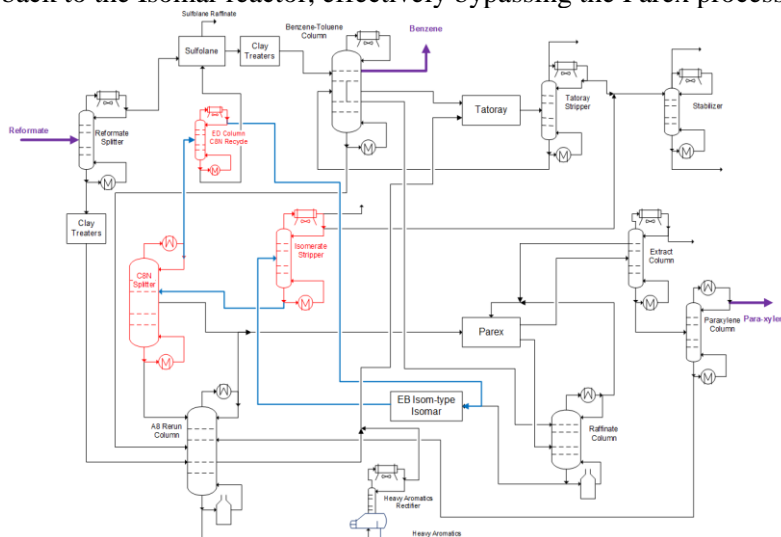 back to the Isomar reactor, effectively bypassing the Parex process
Sulfolane Raffinate
Sulfolane
Clay
Treaters
Benzene-Toluene
Column
Benzene
Reformate
Reformate
Splitter
ED Column
C8N Recycle
Tatoray
Tatoray
Stripper
Stabilizer
Clay
Treaters
Isomerate
Stripper
C8N
Splitter
Extract
Column
Parex
Paraxylene
Column
Para-xylen
EB Isom-type
Isomar
A8 Rerun
Column
Raffinate
Column
Heavy Aromatics
Rectifier
Heavy Aromatics